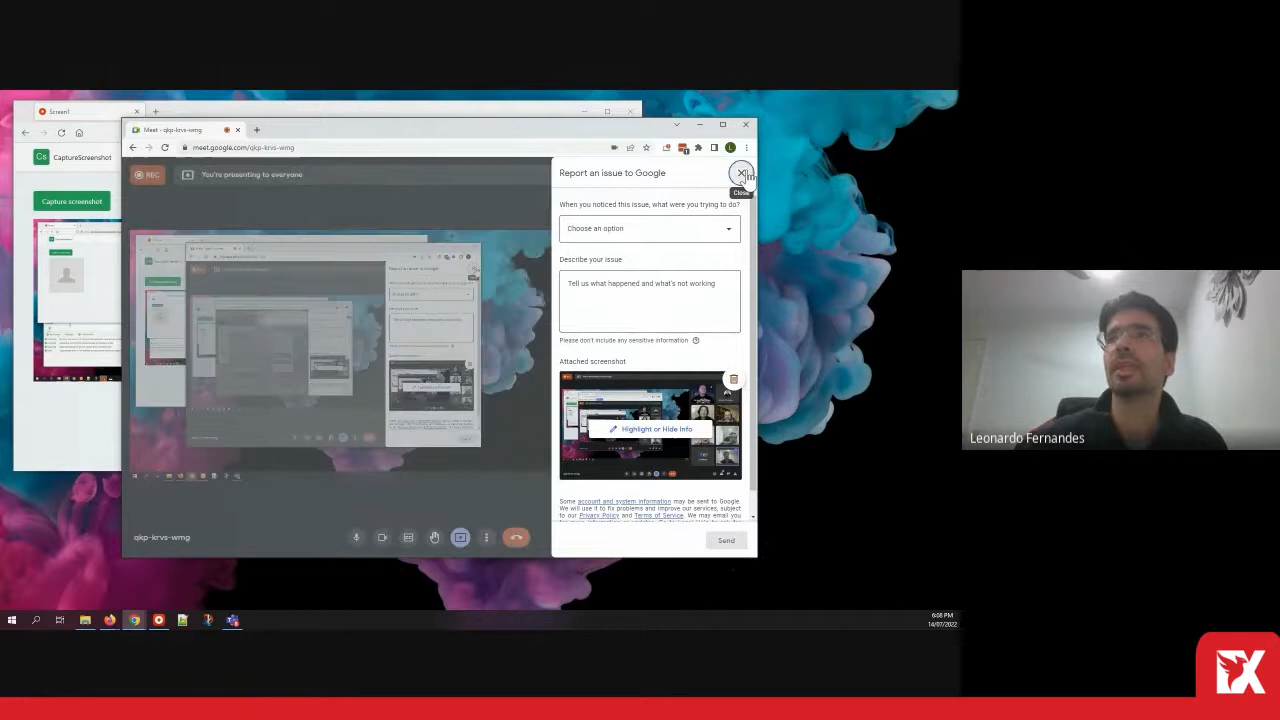 Screen1
CaptureScreenshot
Capture screenshot
Meet - qkp-krvs-wmg
meet.google.com/qkp-krvs-wmg
REC
You're presenting to everyone
Report an issue to Google
Close
When you noticed this issue, what were you trying to do?
Choose an option
Describe your issue
Tell us what happened and what's not working
Please don't include any sensitive information
Attached screenshot
Highlight or Hide Info
Some account and system information may be sent to Google.
We will use it to fix problems and improve our services, subject
to our Privacy Policy and Terms of Service. We may email you
Send
qkp-krvs-wmg
6:08 PM
14/07/2022
Leonardo Fernandes